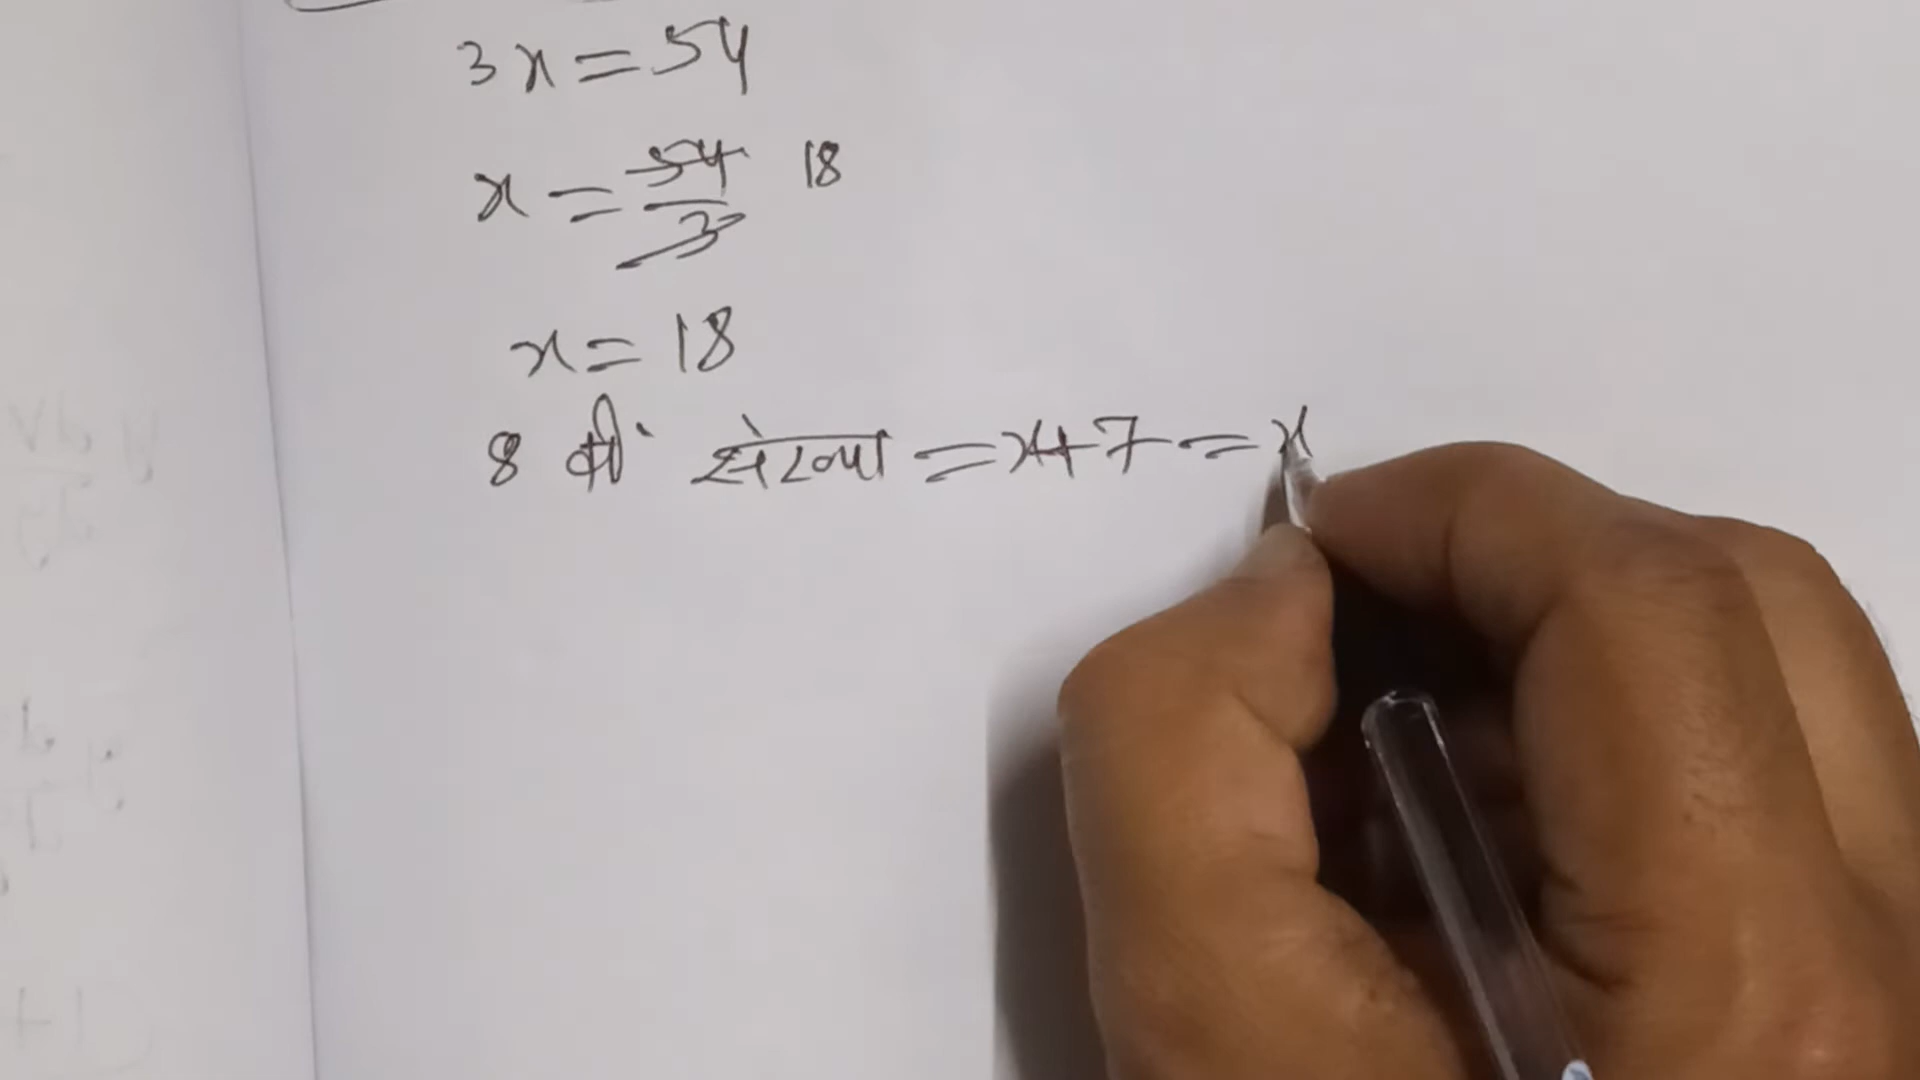 3x = 54
x = 54/3 18
x = 18
8 वीं संख्या = x+7 = x